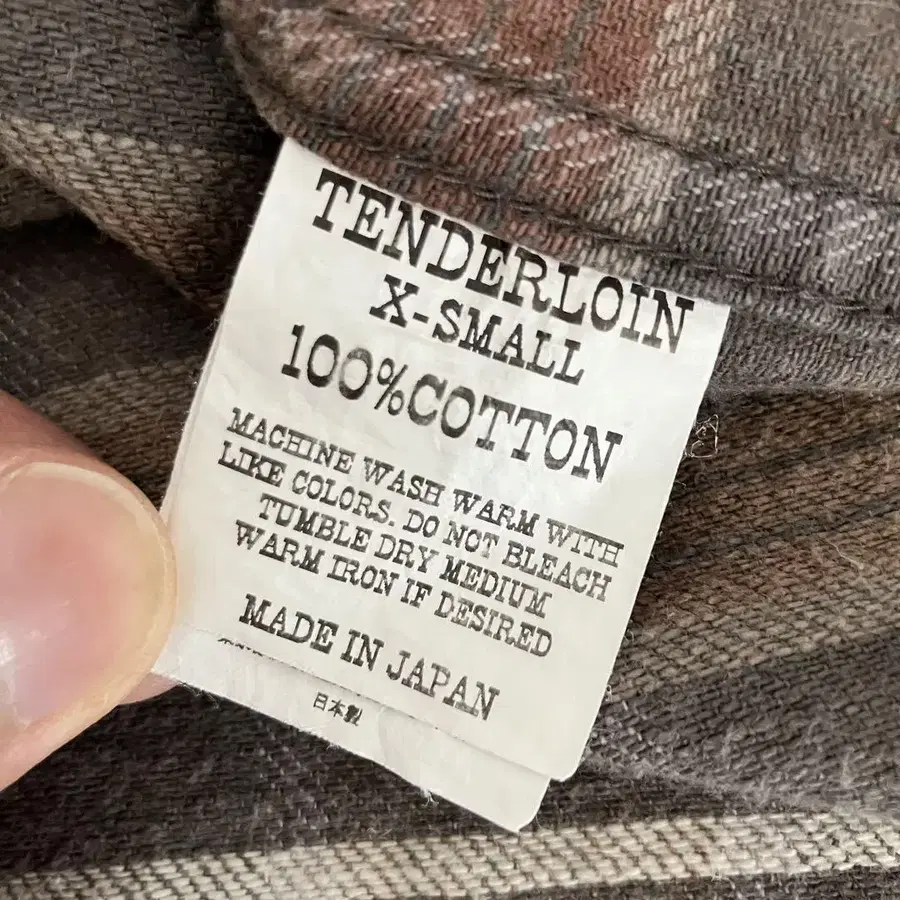 TENDERLOIN
X-SMALL
100%COTTON
MACHINE WASH WARM WITH
LIKE COLORS. DO NOT BLEACH
TUMBLE DRY MEDIUM
WARM IRON IF DESIRED
MADE IN JAPAN
日本製